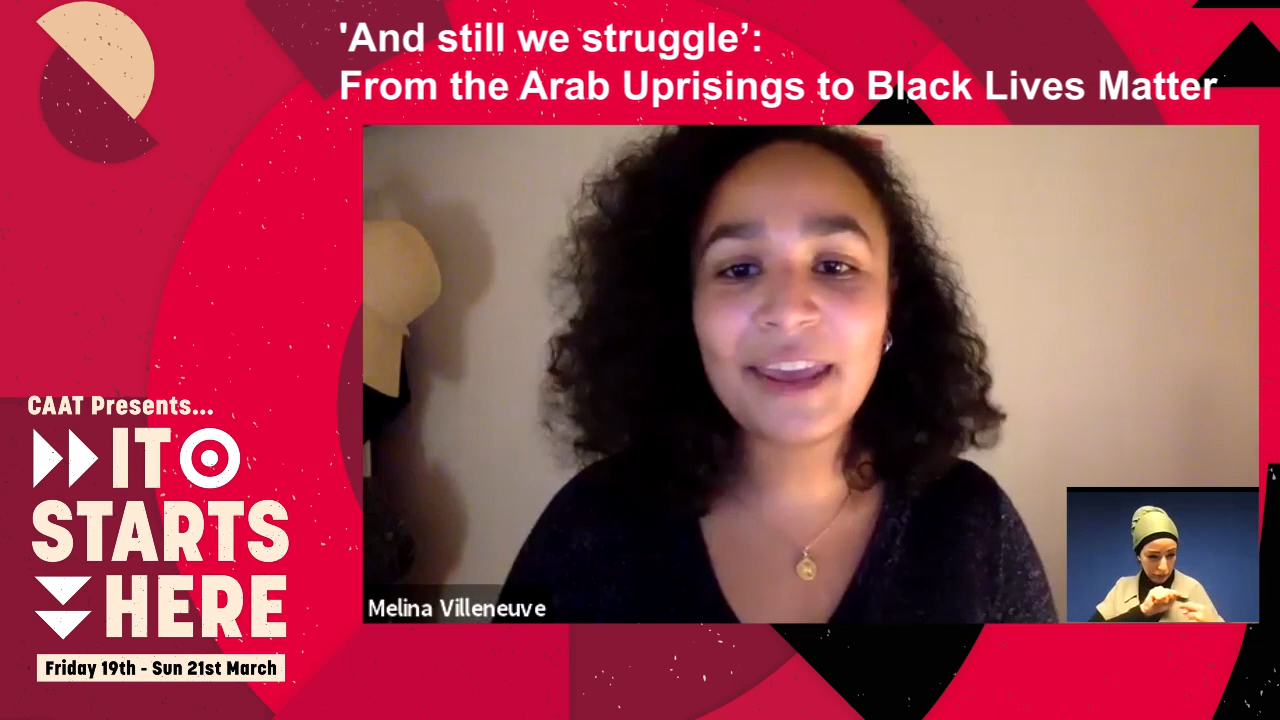 'And still we struggle’:
From the Arab Uprisings to Black Lives Matter
CAAT Presents...
IT
STARTS
HERE
Friday 19th - Sun 21st March
Melina Villeneuve